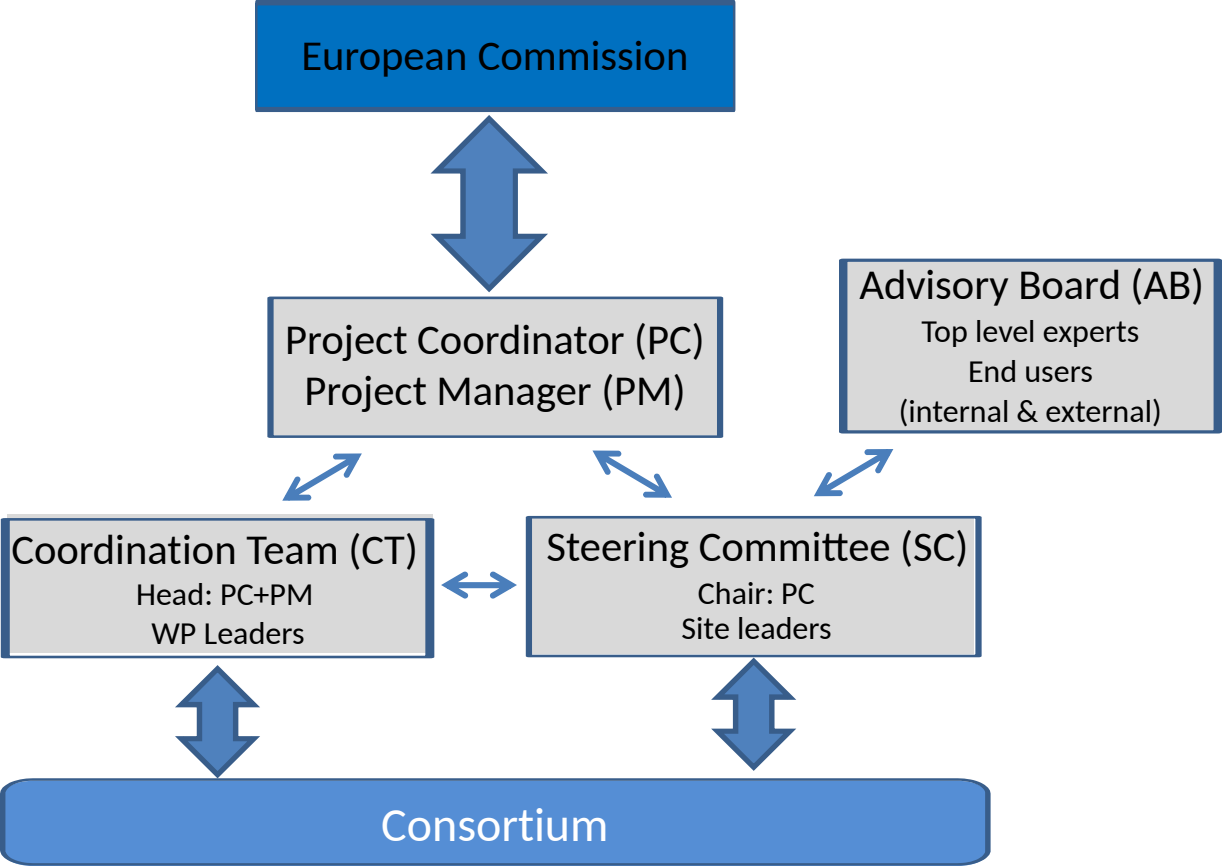 European Commission
Project Coordinator (PC)
Project Manager (PM)
Advisory Board (AB)
Top level experts
End users
(internal & external)
Coordination Team (CT)
Head: PC+PM
WP Leaders
Steering Committee (SC)
Chair: PC
Site leaders
Consortium